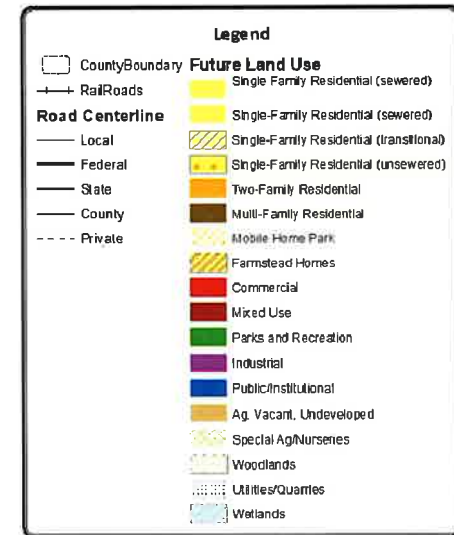 Legend
CountyBoundary
RailRoads
Road Centerline
Local
Federal
State
County
Private
Future Land Use
Single Family Residential (sewered)
Single-Family Residential (sewered)
Single-Family Residential (transitional)
Single-Family Residential (unsewered)
Two-Family Residential
Multi-Family Residential
Mobile Home Park
Farmstead Homes
Commercial
Mixed Use
Parks and Recreation
Industrial
Public/Institutional
Ag, Vacant, Undeveloped
Special Ag/Nurseries
Woodlands
Utilities/Quarries
Wetlands